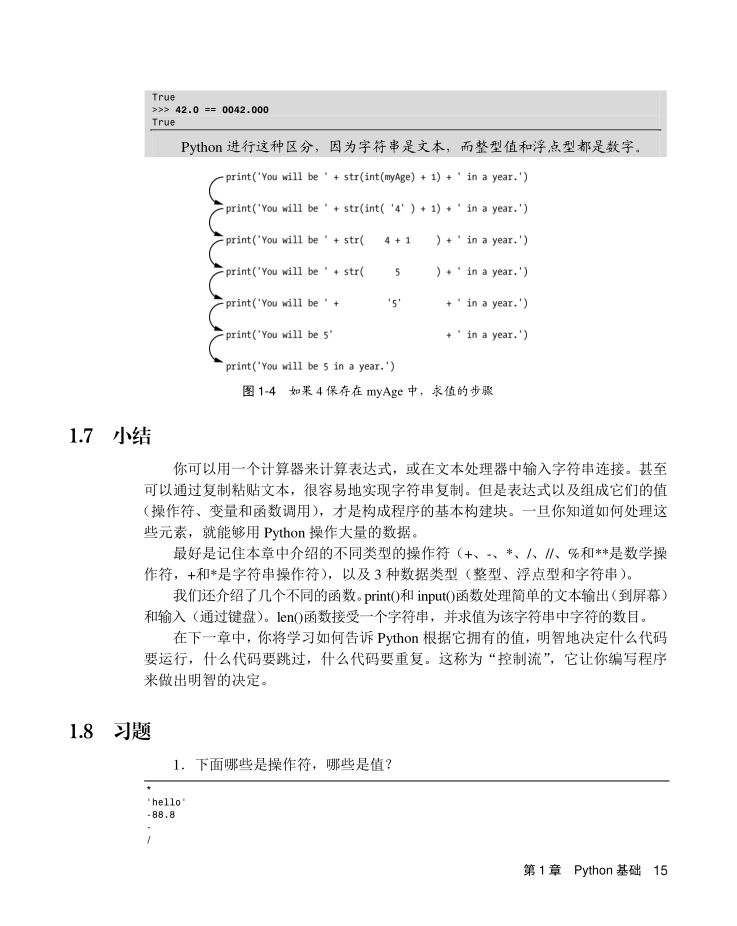 True
>>> 42.0 == 0042.000
True
Python 进行这种区分，因为字符串是文本，而整型值和浮点型都是数字。
print('You will be ' + str(int(myAge) + 1) + ' in a year.')
print('You will be ' + str(int( '4' ) + 1) + ' in a year.')
print('You will be ' + str( 4 + 1 ) + ' in a year.')
print('You will be ' + str( 5 ) + ' in a year.')
print('You will be ' + '5' + ' in a year.')
print('You will be 5' + ' in a year.')
print('You will be 5 in a year.')
图 1-4 如果 4 保存在 myAge 中，求值的步骤
1.7 小结
你可以用一个计算器来计算表达式，或在文本处理器中输入字符串连接。甚至
可以通过复制粘贴文本，很容易地实现字符串复制。但是表达式以及组成它们的值
（操作符、变量和函数调用），才是构成程序的基本构建块。一旦你知道如何处理这
些元素，就能够用 Python 操作大量的数据。
最好是记住本章中介绍的不同类型的操作符（+、-、*、/、//、%和**是数学操
作符，+和*是字符串操作符），以及 3 种数据类型（整型、浮点型和字符串）。
我们还介绍了几个不同的函数。print()和 input()函数处理简单的文本输出（到屏幕）
和输入（通过键盘）。len()函数接受一个字符串，并求值为该字符串中字符的数目。
在下一章中，你将学习如何告诉 Python 根据它拥有的值，明智地决定什么代码
要运行，什么代码要跳过，什么代码要重复。这称为“控制流”，它让你编写程序
来做出明智的决定。
1.8 习题
1．下面哪些是操作符，哪些是值？
*
'hello'
-88.8
-
/
第 1 章 Python 基础 15